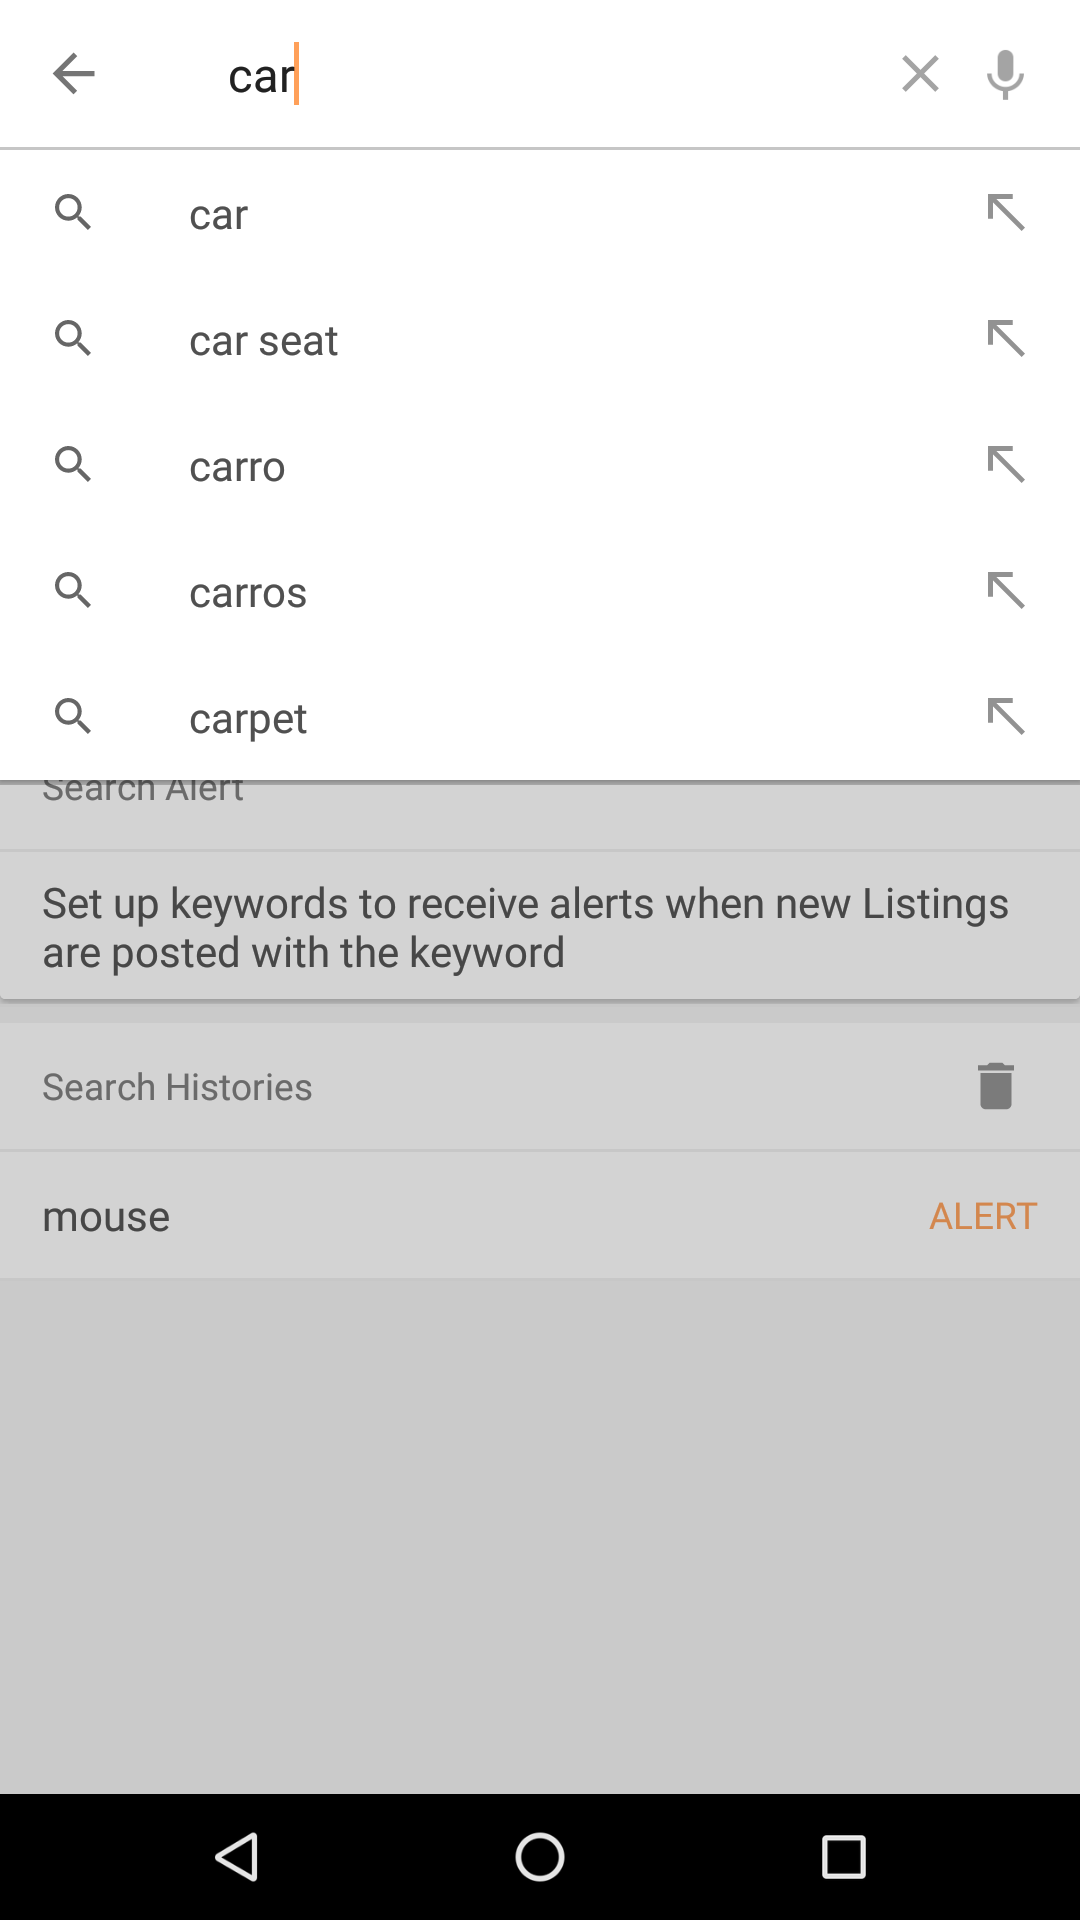 car
car
car seat
carro
carros
carpet
Search Alert
Set up keywords to receive alerts when new Listings
are posted with the keyword
Search Histories
mouse
ALERT